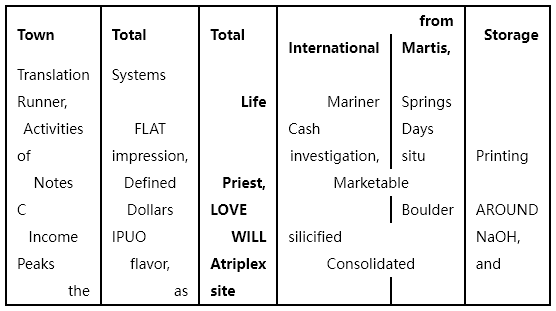 from
Town Total Total International Martis, Storage
Translation Systems
Runner, Life Mariner Springs
Activities FLAT Cash Days
of impression, investigation, situ Printing
Notes Defined Priest, Marketable
C Dollars LOVE Boulder AROUND
Income IPUO WILL silicified NaOH,
Peaks flavor, Atriplex Consolidated and
the as site